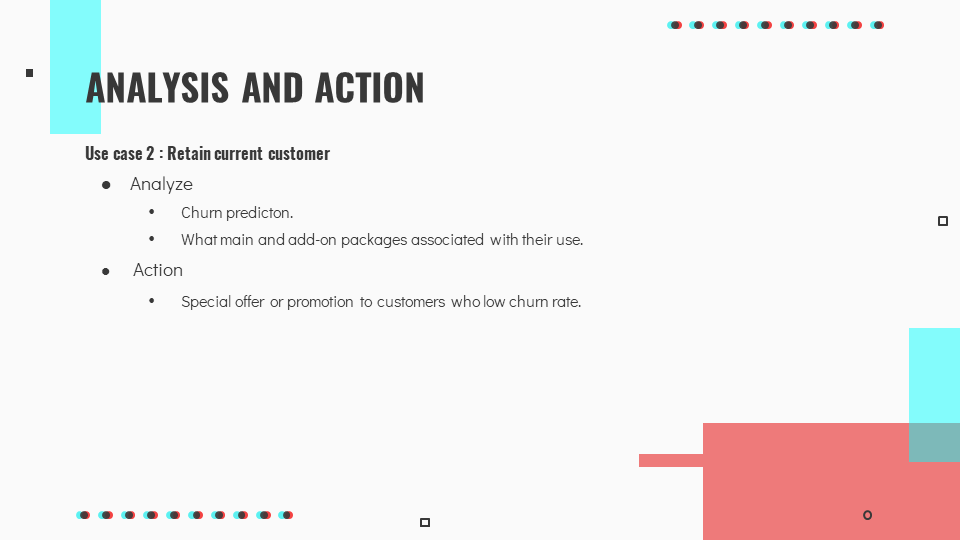 ANALYSIS AND ACTION
Use case 2 : Retain current customer
● Analyze
• Churn predicton.
• What main and add-on packages associated with their use.
● Action
• Special offer or promotion to customers who low churn rate.